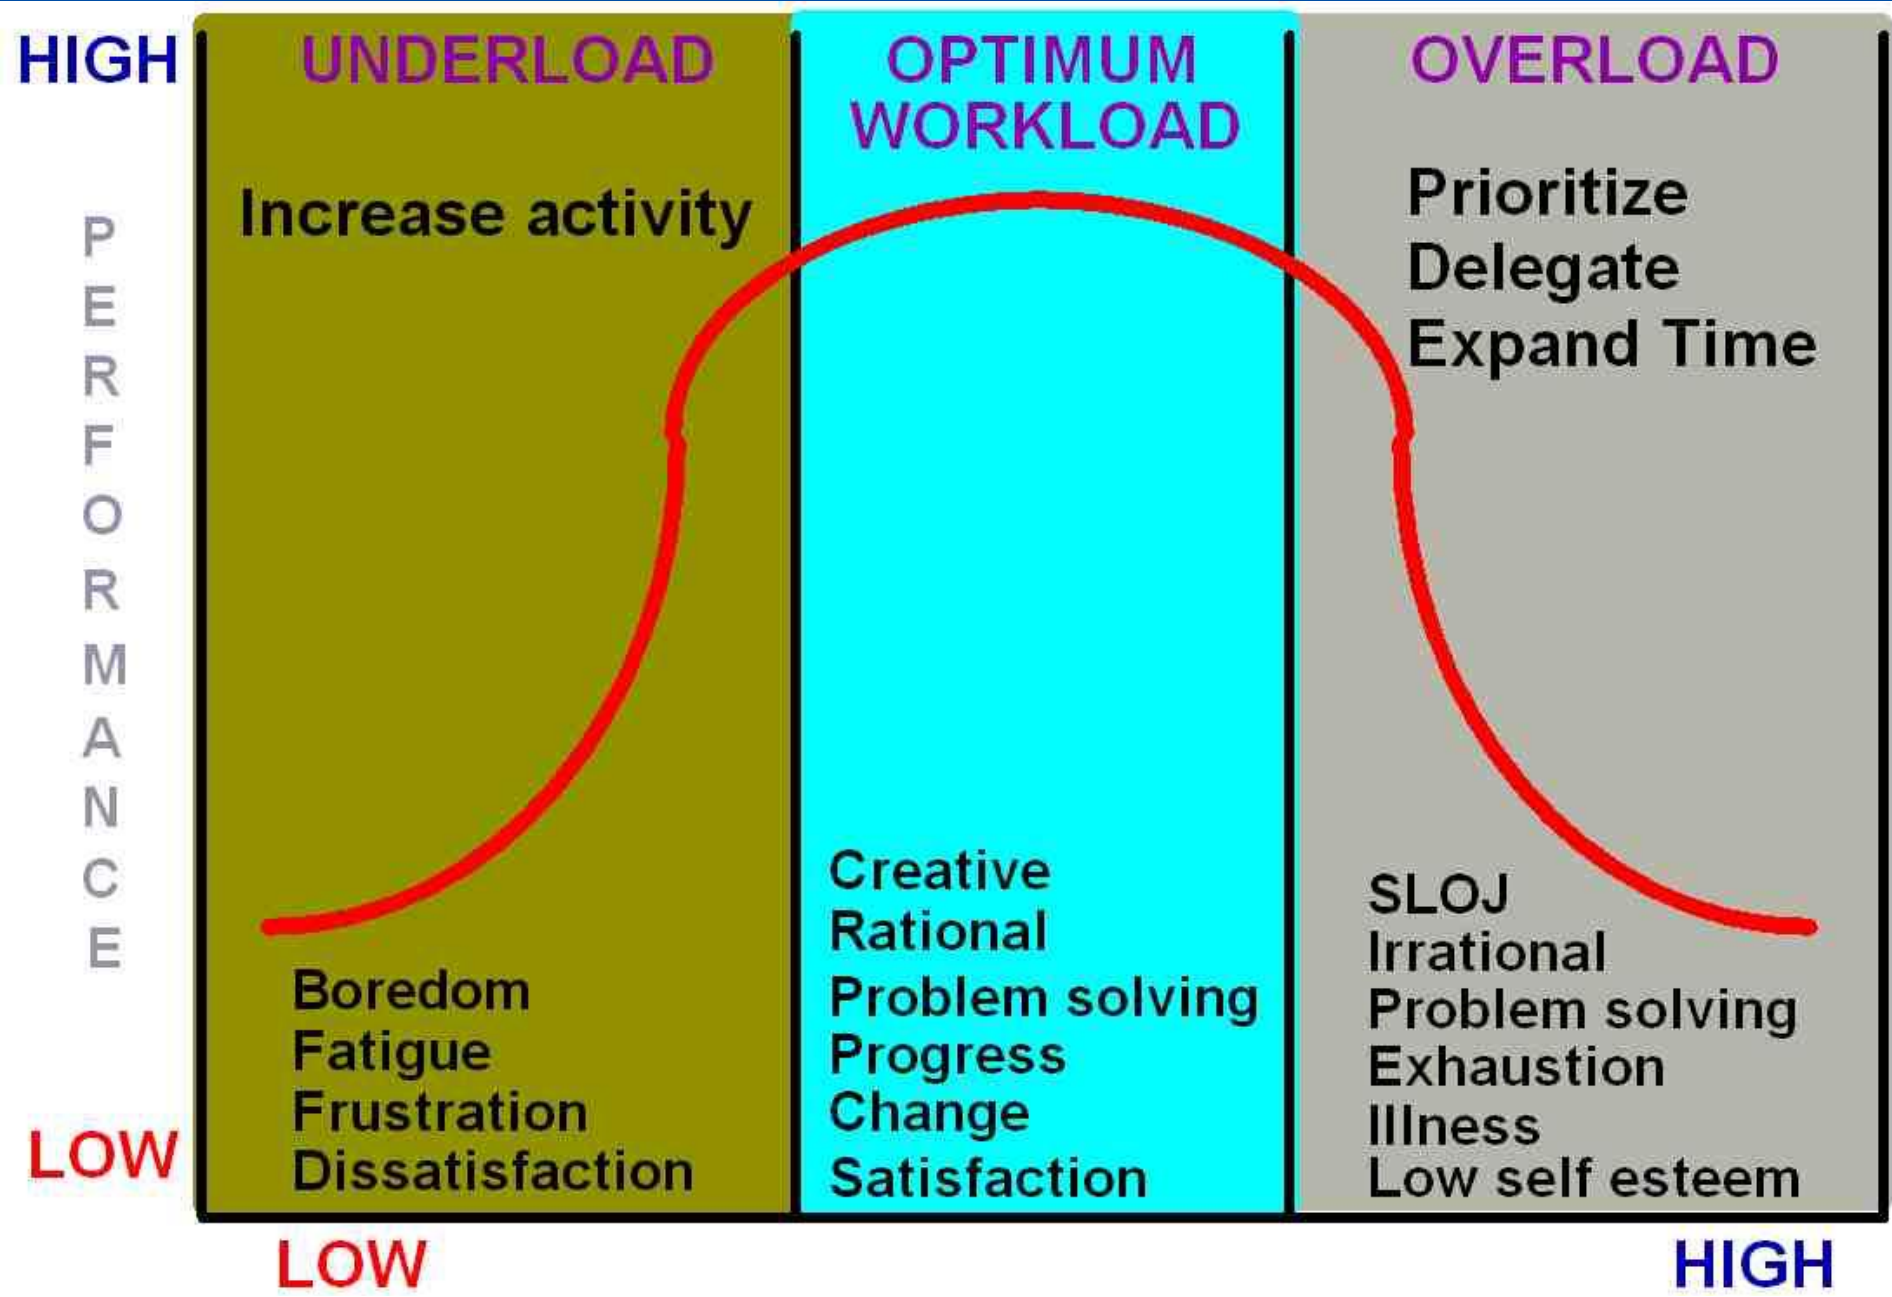 HIGH
UNDERLOAD
OPTIMUM
WORKLOAD
OVERLOAD
Increase activity
Prioritize
Delegate
Expand Time
PERFORMANCE
Boredom
Fatigue
Frustration
Dissatisfaction
Creative
Rational
Problem solving
Progress
Change
Satisfaction
SLOJ
Irrational
Problem solving
Exhaustion
Illness
Low self esteem
LOW
LOW
HIGH